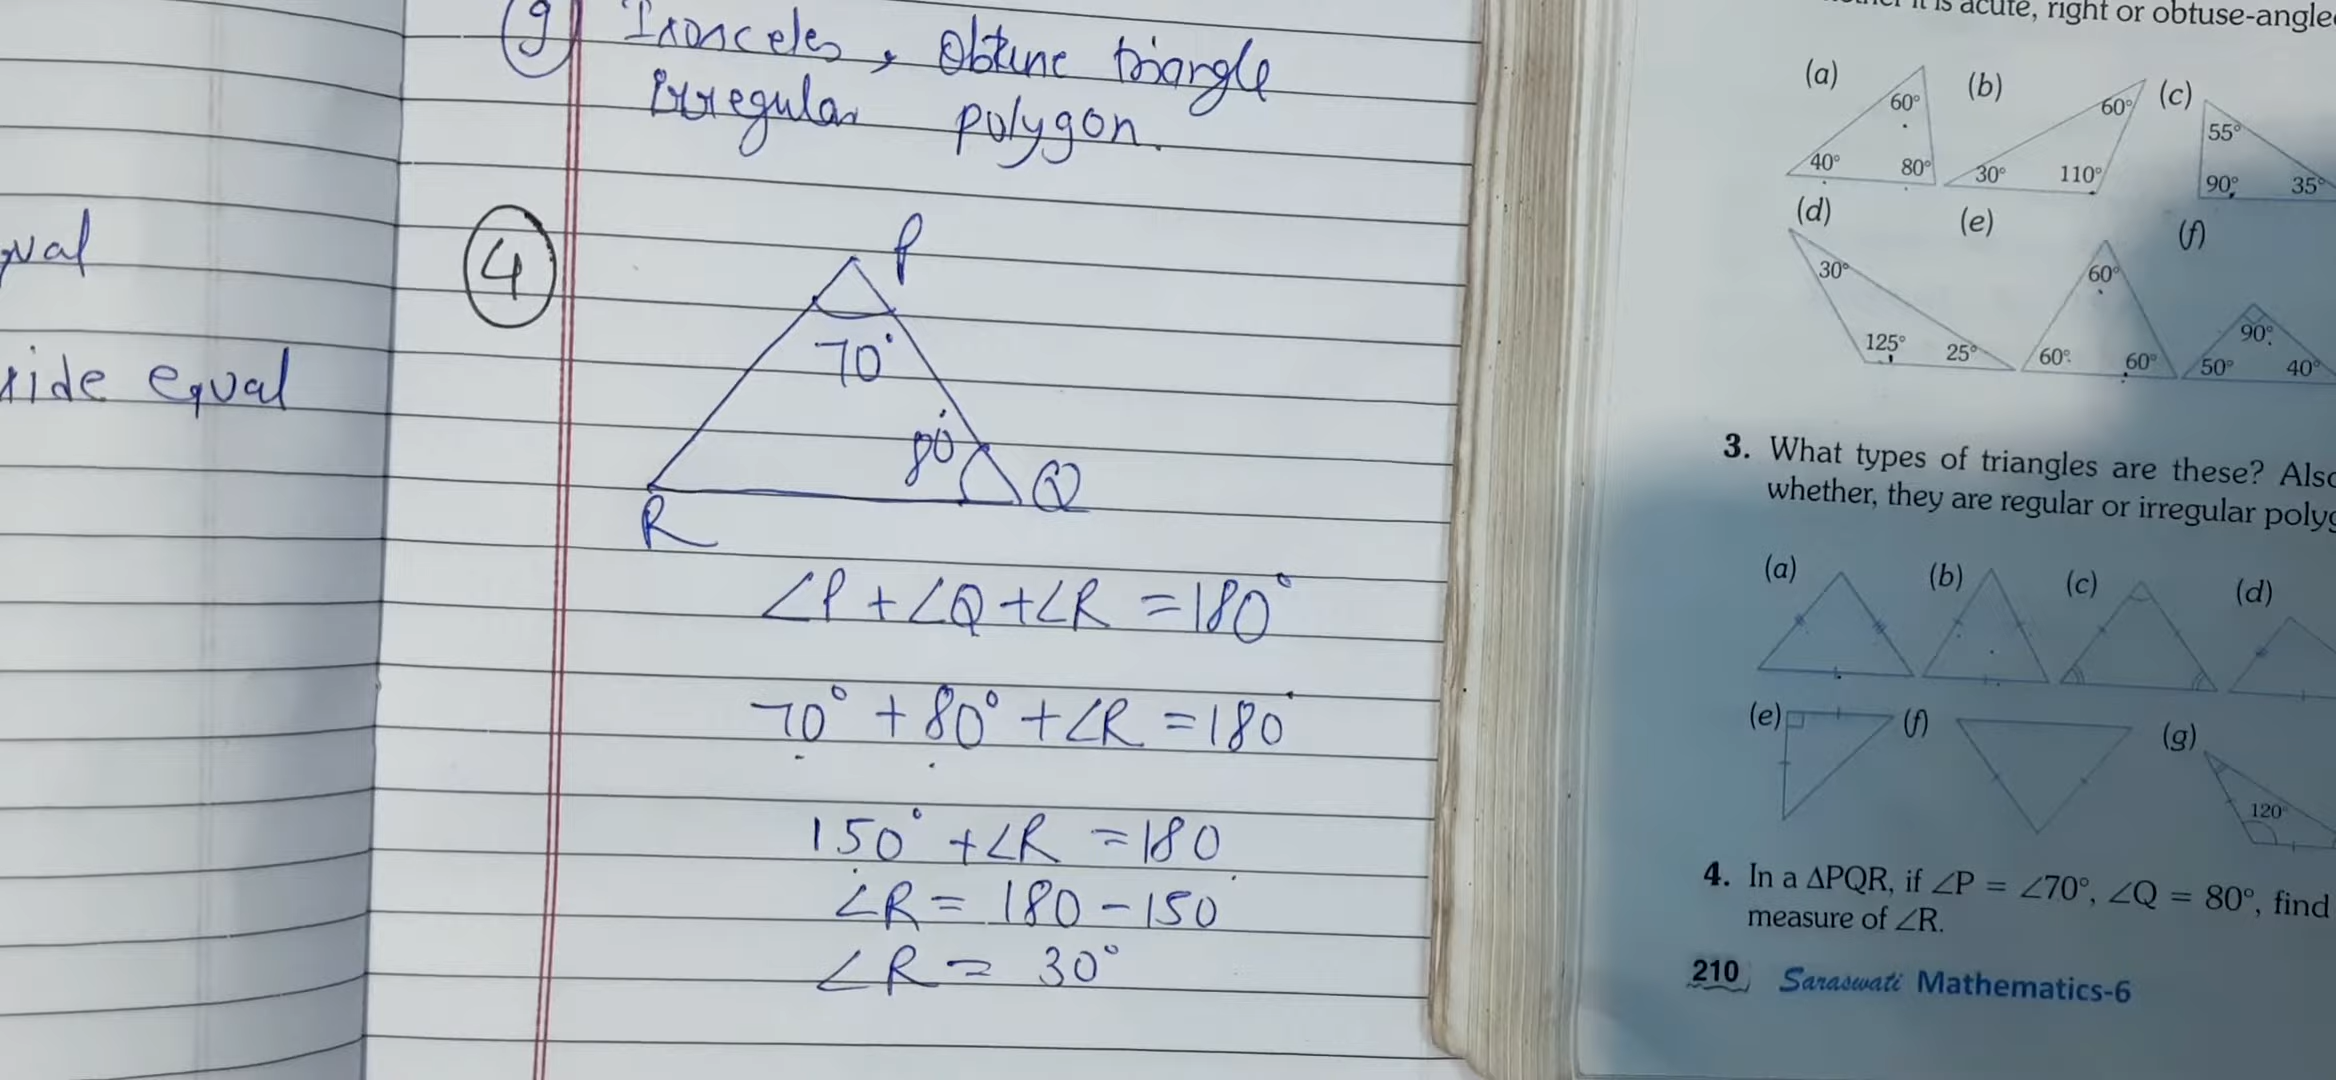 qual
side equal
(g) Isosceles, Obtuse triangle
irregular polygon.
4
P
70°
80°
Q
R
∠P + ∠Q + ∠R = 180°
70° + 80° + ∠R = 180
150° + ∠R = 180
∠R = 180 - 150
∠R = 30°
it is acute, right or obtuse-angle
(a) 60° 40° 80°
(b) 60° 30° 110°
(c) 55° 90° 35°
(d) 30° 125° 25°
(e) 60° 60° 60°
(f) 90° 50° 40°
3. What types of triangles are these? Also
whether, they are regular or irregular polyg
(a) (b) (c) (d)
(e) (f) (g) 120°
4. In a ΔPQR, if ∠P = ∠70°, ∠Q = 80°, find
measure of ∠R.
210 Saraswati Mathematics-6